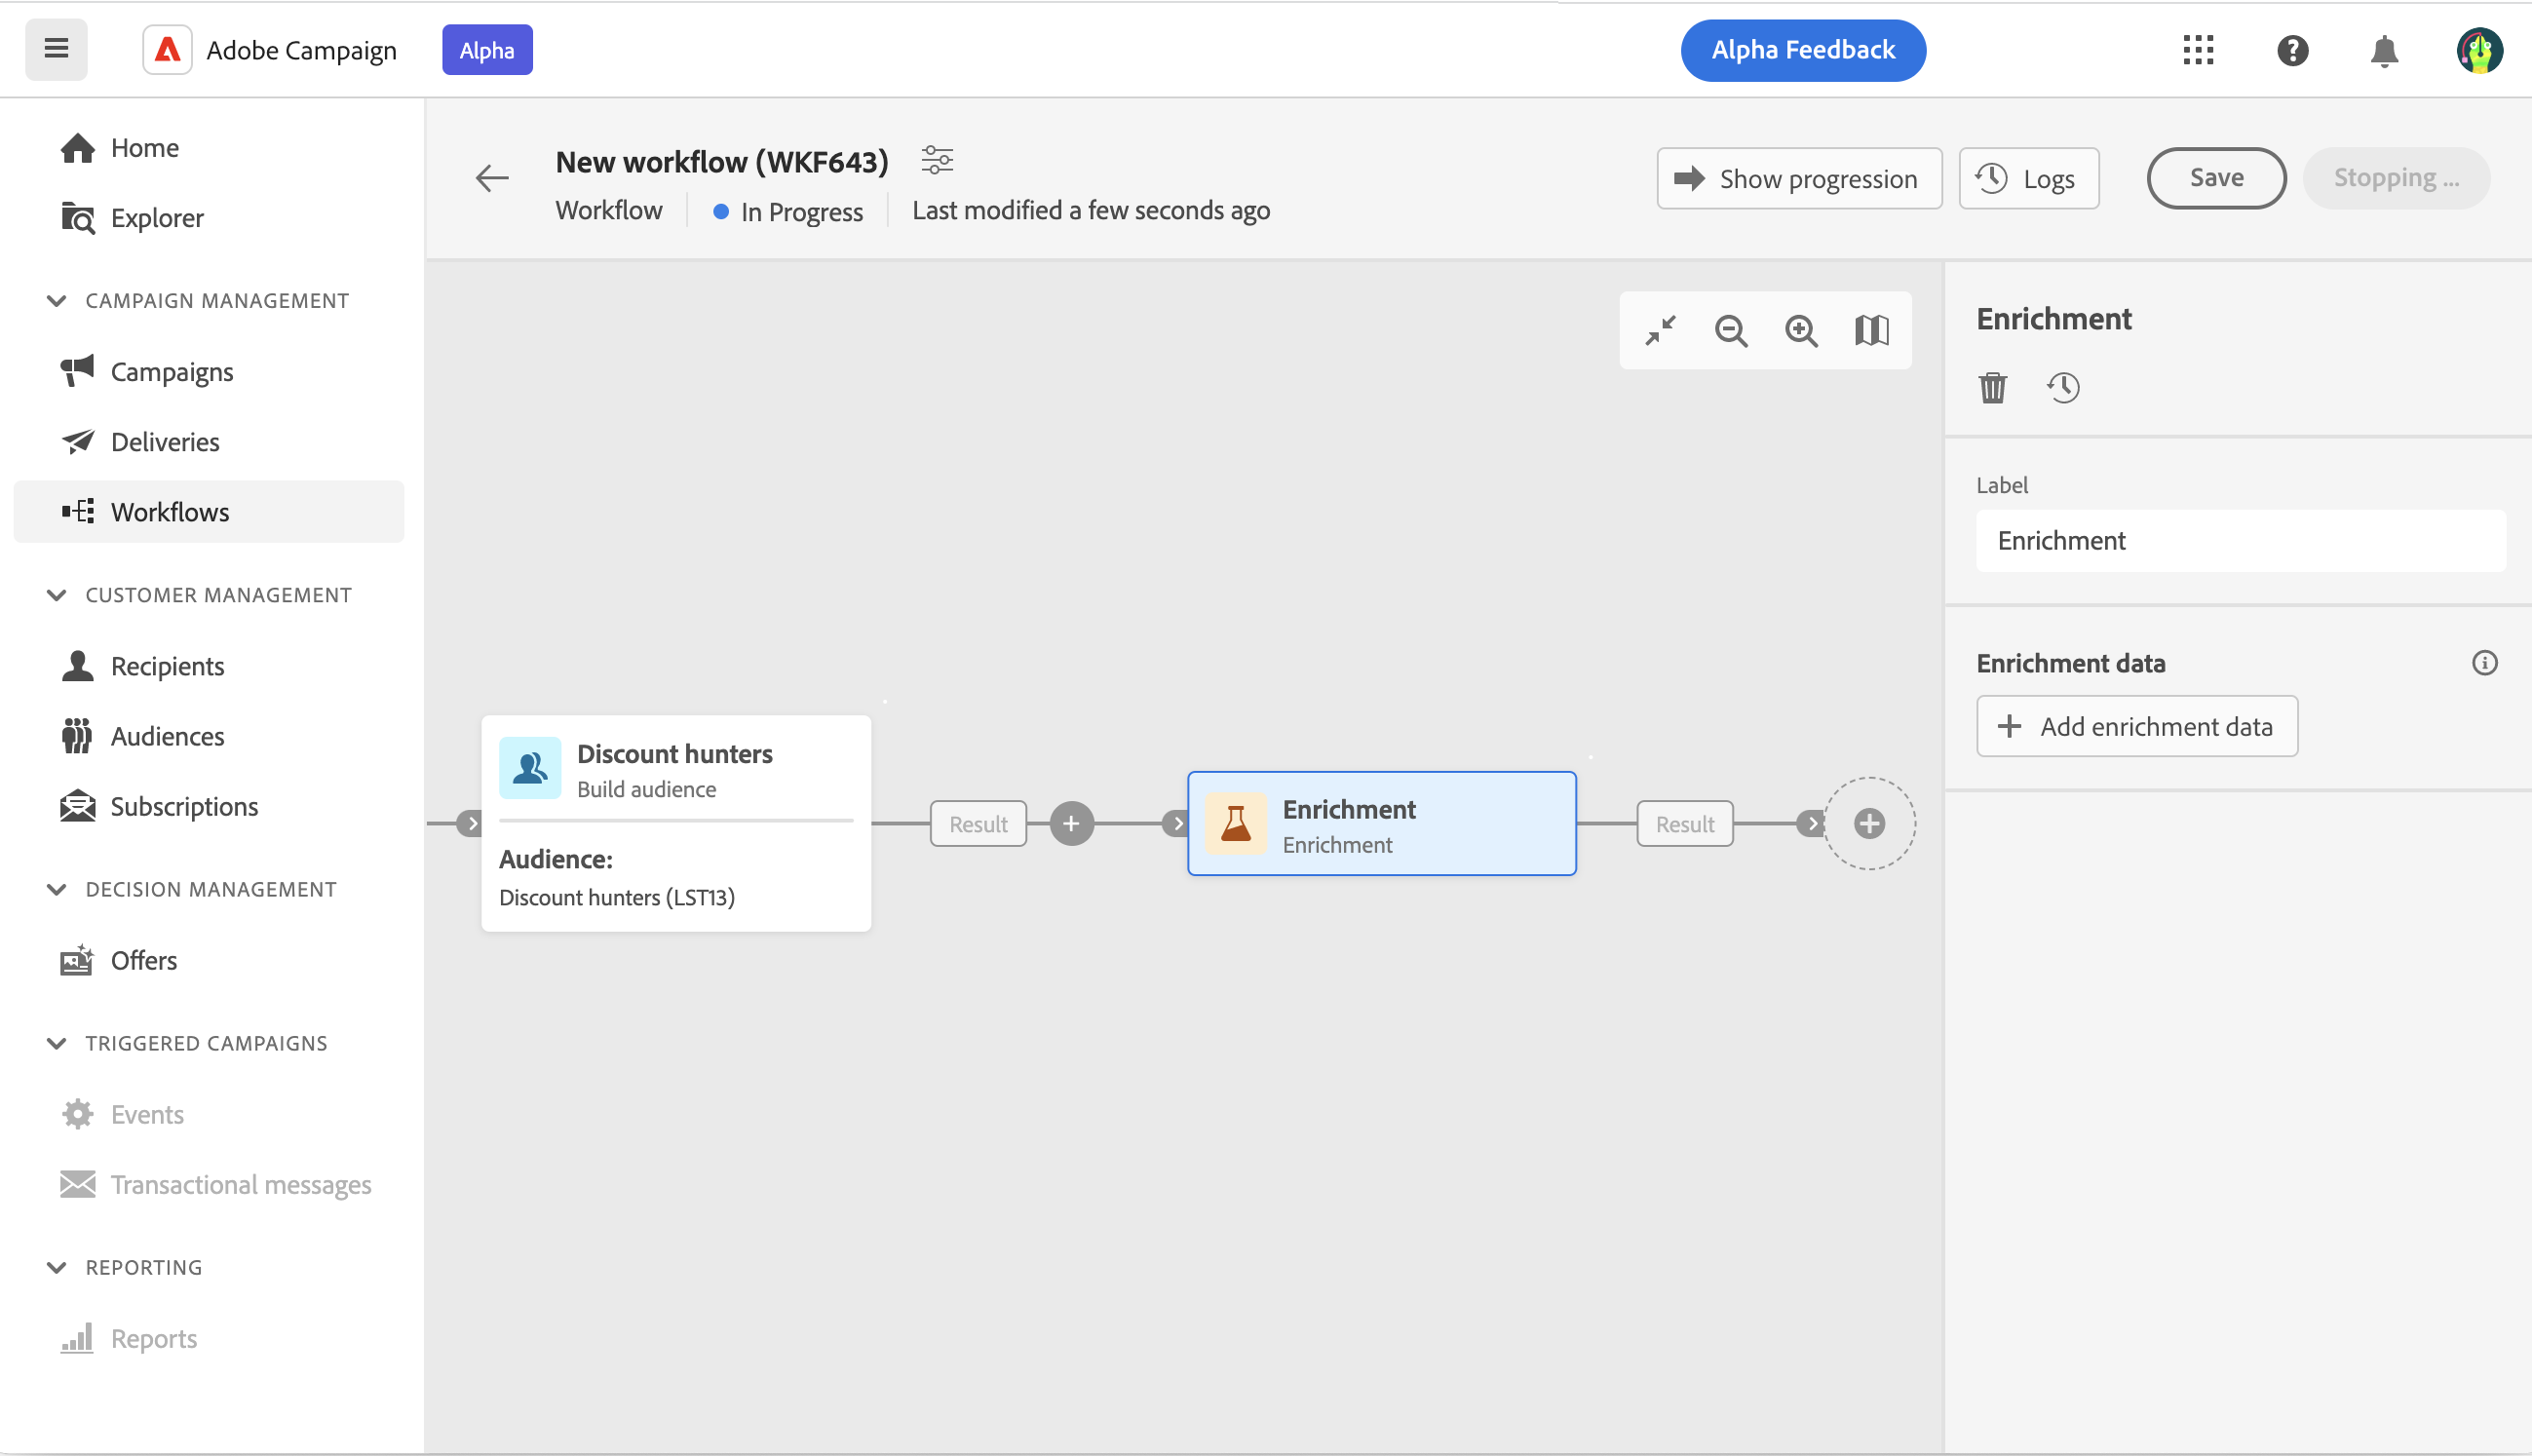 Adobe Campaign
Alpha
Alpha Feedback
Home
Explorer
CAMPAIGN MANAGEMENT
Campaigns
Deliveries
Workflows
CUSTOMER MANAGEMENT
Recipients
Audiences
Subscriptions
DECISION MANAGEMENT
Offers
TRIGGERED CAMPAIGNS
Events
Transactional messages
REPORTING
Reports
New workflow (WKF643)
Workflow
In Progress
Last modified a few seconds ago
Show progression
Logs
Save
Stopping ...
Discount hunters
Build audience
Audience:
Discount hunters (LST13)
Result
Enrichment
Enrichment
Result
Enrichment
Label
Enrichment
Enrichment data
Add enrichment data